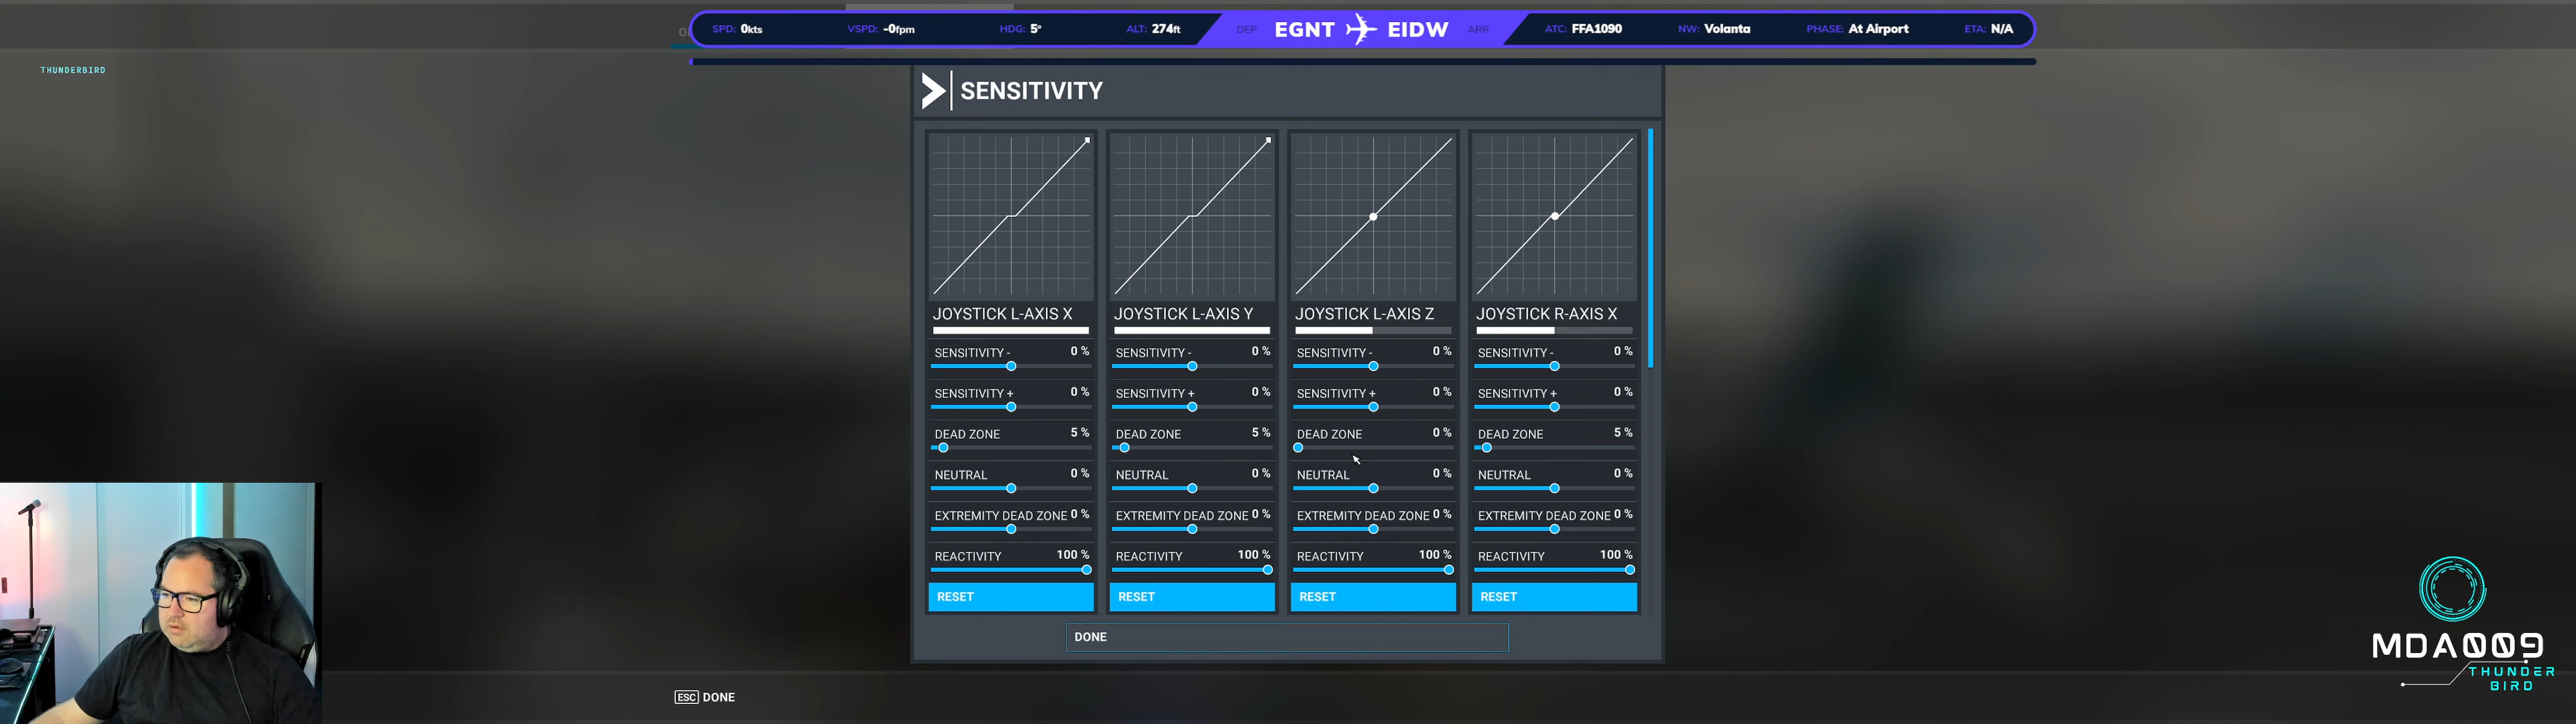 SPD: 0kts VSPD: -0fpm HDG: 5° ALT: 274ft DEP EGNT EIDW ARR ATC: FFA1090 NW: Volanta PHASE: At Airport ETA: N/A
THUNDERBIRD
SENSITIVITY
JOYSTICK L-AXIS X JOYSTICK L-AXIS Y JOYSTICK L-AXIS Z JOYSTICK R-AXIS X
SENSITIVITY - 0 % SENSITIVITY - 0 % SENSITIVITY - 0 % SENSITIVITY - 0 %
SENSITIVITY + 0 % SENSITIVITY + 0 % SENSITIVITY + 0 % SENSITIVITY + 0 %
DEAD ZONE 5 % DEAD ZONE 5 % DEAD ZONE 0 % DEAD ZONE 5 %
NEUTRAL 0 % NEUTRAL 0 % NEUTRAL 0 % NEUTRAL 0 %
EXTREMITY DEAD ZONE 0 % EXTREMITY DEAD ZONE 0 % EXTREMITY DEAD ZONE 0 % EXTREMITY DEAD ZONE 0 %
REACTIVITY 100 % REACTIVITY 100 % REACTIVITY 100 % REACTIVITY 100 %
RESET RESET RESET RESET
DONE
ESC DONE
MDA009
THUNDER
BIRD